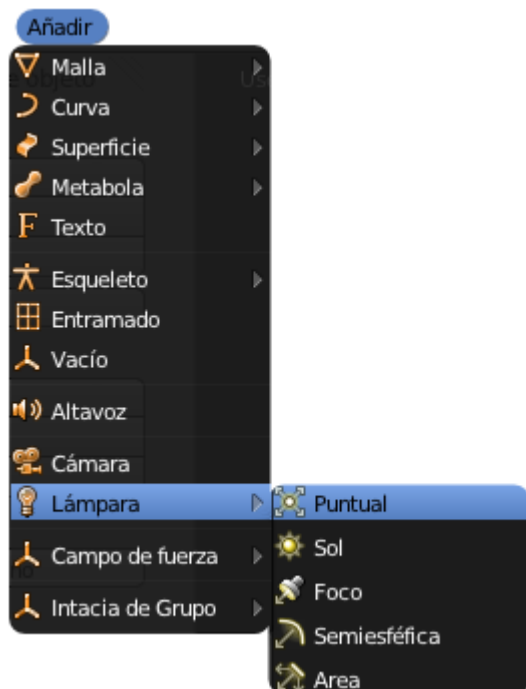 Añadir
Malla
Curva
Superficie
Metabola
Texto
Esqueleto
Entramado
Vacío
Altavoz
Cámara
Lámpara
Puntual
Sol
Campo de fuerza
Foco
Intacia de Grupo
Semiesféfica
Area